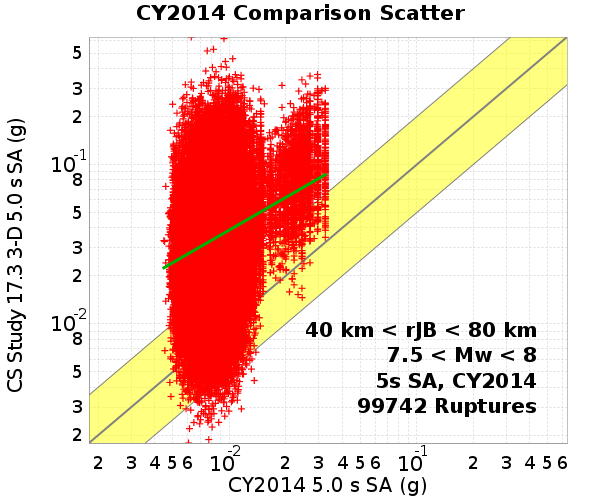 CY2014 Comparison Scatter
CS Study 17.3 3-D 5.0 s SA (g)
5
3
2
10-1
8
5
3
2
10-2
8
5
3
2
40 km < rJB < 80 km
7.5 < Mw < 8
5s SA, CY2014
99742 Ruptures
2 3 4 5 6 10-2 2 3 4 5 6 10-1 2 3 4 5 6
CY2014 5.0 s SA (g)